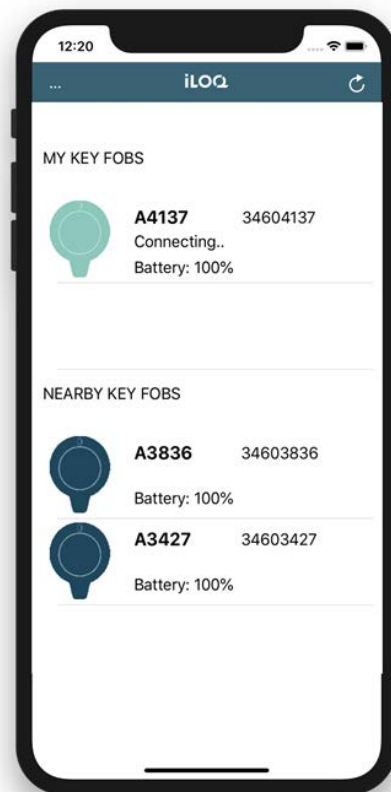 12:20
...
iLOQ
MY KEY FOBS
A4137 34604137
Connecting..
Battery: 100%
NEARBY KEY FOBS
A3836 34603836
Battery: 100%
A3427 34603427
Battery: 100%